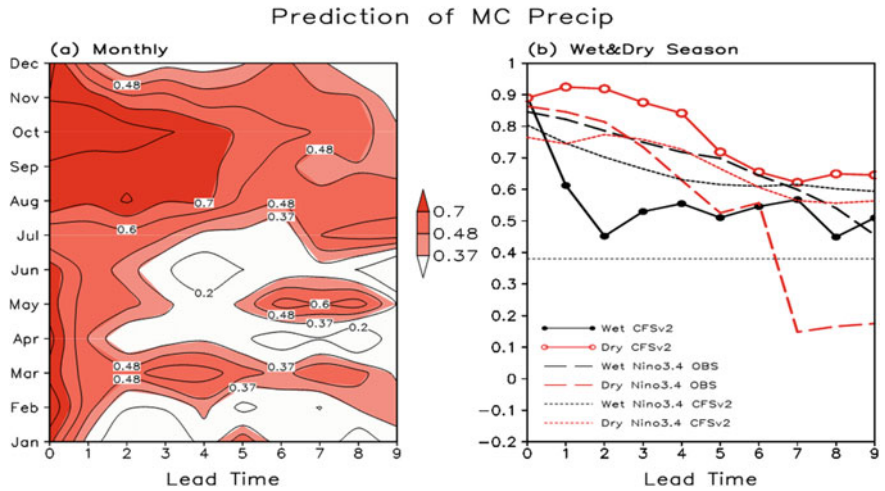 Prediction of MC Precip
(a) Monthly
Dec
Nov
Oct
Sep
Aug
Jul
Jun
May
Apr
Mar
Feb
Jan
0.48
0.48
0.7
0.48
0.6
0.37
0.2
0.6
0.48
0.37
0.2
0.48
0.48
0.37
0.37
0 1 2 3 4 5 6 7 8 9
Lead Time
0.7
0.48
0.37
(b) Wet&Dry Season
1
0.9
0.8
0.7
0.6
0.5
0.4
0.3
0.2
0.1
0
-0.1
-0.2
Wet CFSv2
Dry CFSv2
Wet Nino3.4 OBS
Dry Nino3.4 OBS
Wet Nino3.4 CFSv2
Dry Nino3.4 CFSv2
0 1 2 3 4 5 6 7 8 9
Lead Time